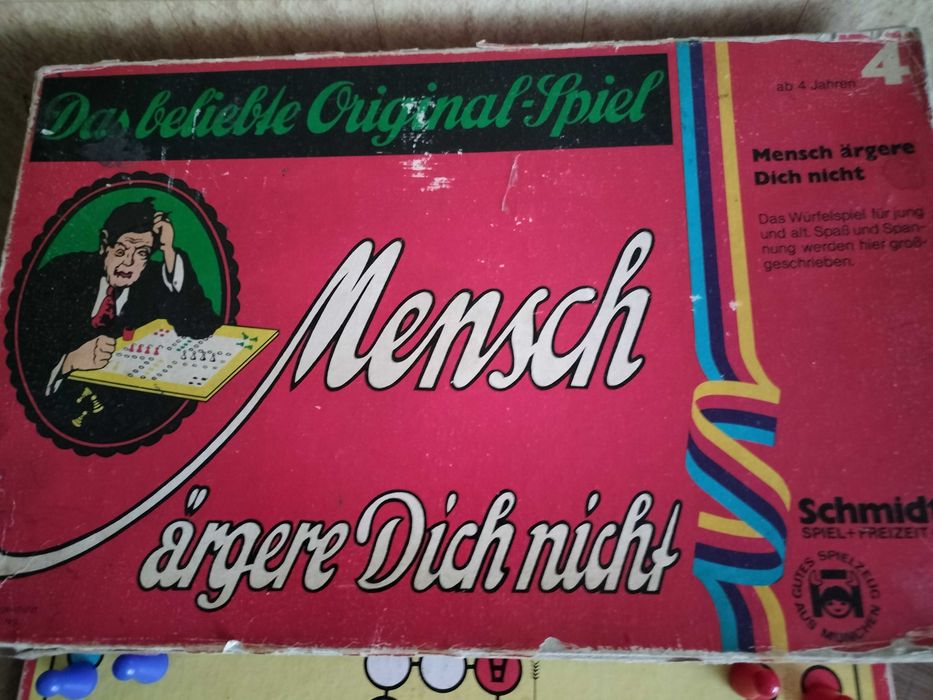 Das beliebte Original-Spiel
Mensch
ärgere Dich nicht
4
ab 4 Jahren
Mensch ärgere
Dich nicht
Das Würfelspiel für jung
und alt. Spaß und Span-
nung werden hier groß-
geschrieben.
Schmidt
SPIEL+FREIZEIT
GUTES SPIELZEUG
AUS MÜNCHEN